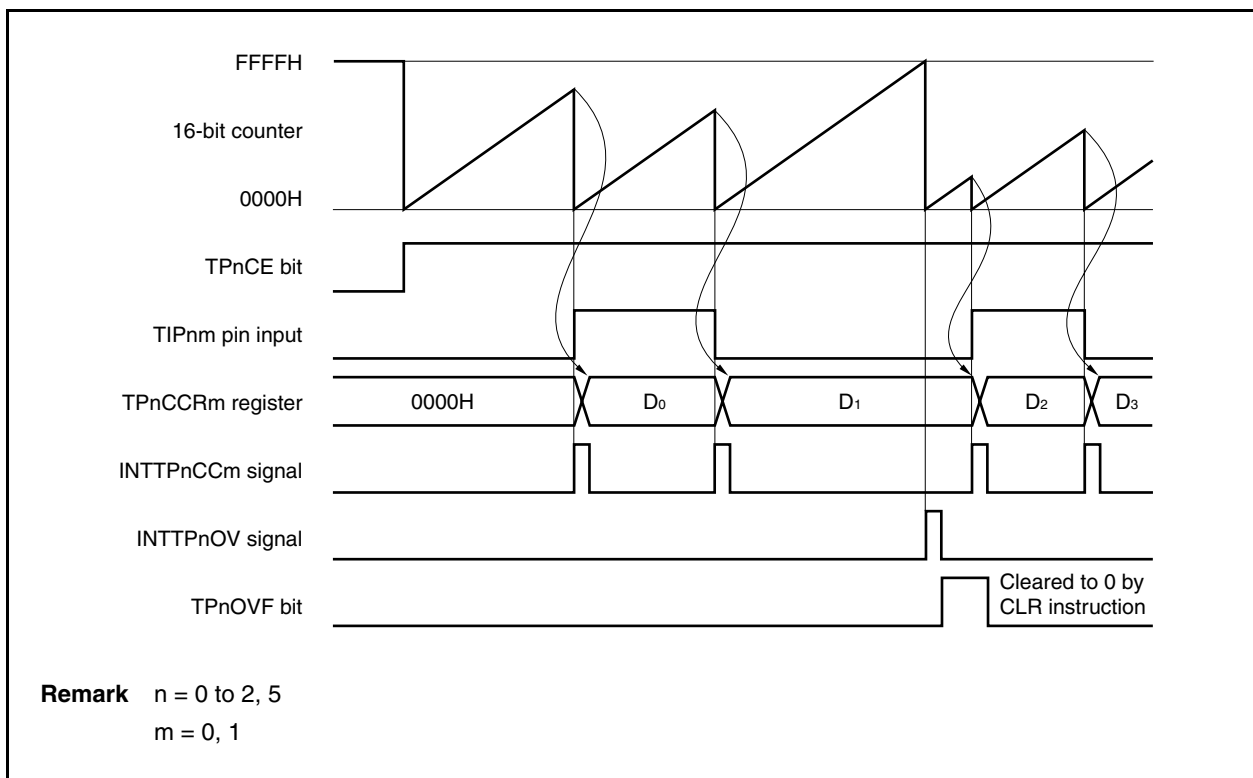 FFFFH
16-bit counter
0000H
TPnCE bit
TIPnm pin input
TPnCCRm register
0000H
D0
D1
D2
D3
INTTPnCCm signal
INTTPnOV signal
TPnOVF bit
Cleared to 0 by
CLR instruction
Remark n = 0 to 2, 5
m = 0, 1